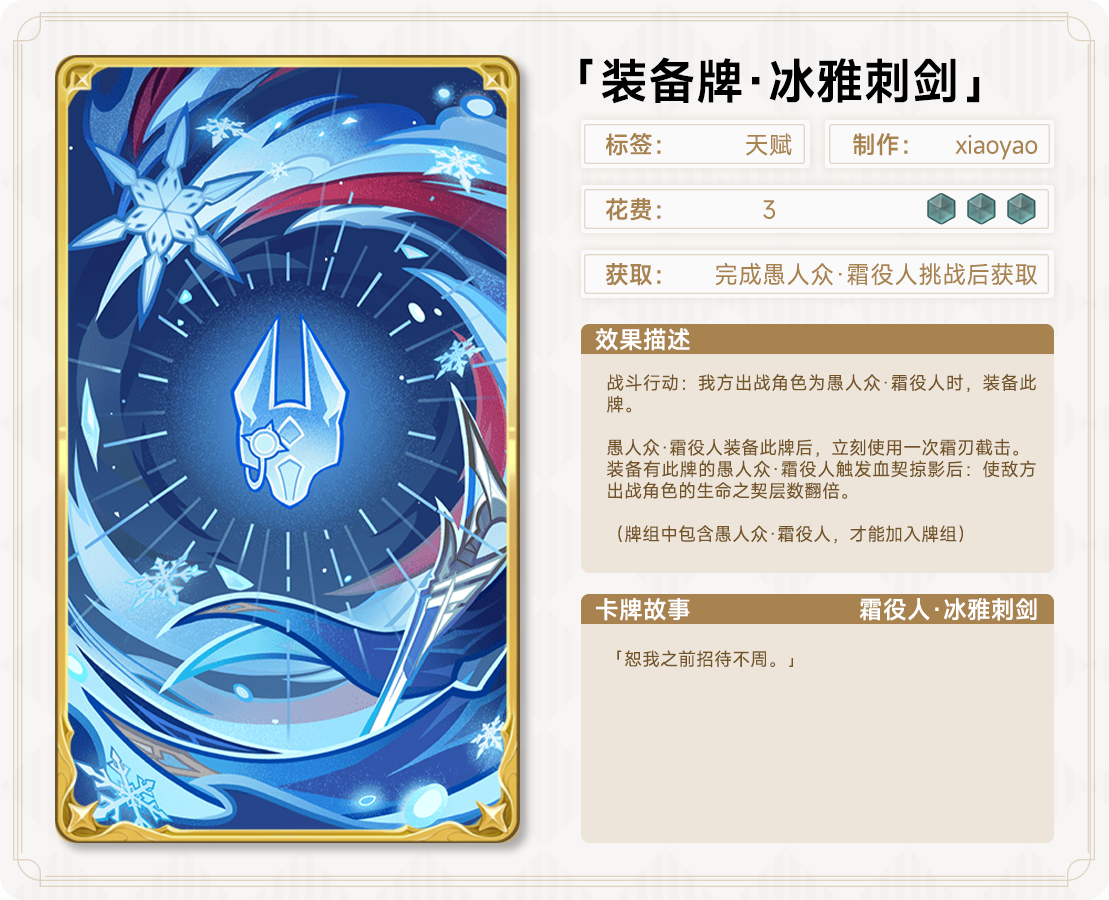 「装备牌·冰雅刺剑」
标签： 天赋
制作： xiaoyao
花费： 3
获取： 完成愚人众·霜役人挑战后获取
效果描述
战斗行动：我方出战角色为愚人众·霜役人时，装备此
牌。
愚人众·霜役人装备此牌后，立刻使用一次霜刃截击。
装备有此牌的愚人众·霜役人触发血契掠影后：使敌方
出战角色的生命之契层数翻倍。
（牌组中包含愚人众·霜役人，才能加入牌组）
卡牌故事 霜役人·冰雅刺剑
「恕我之前招待不周。」